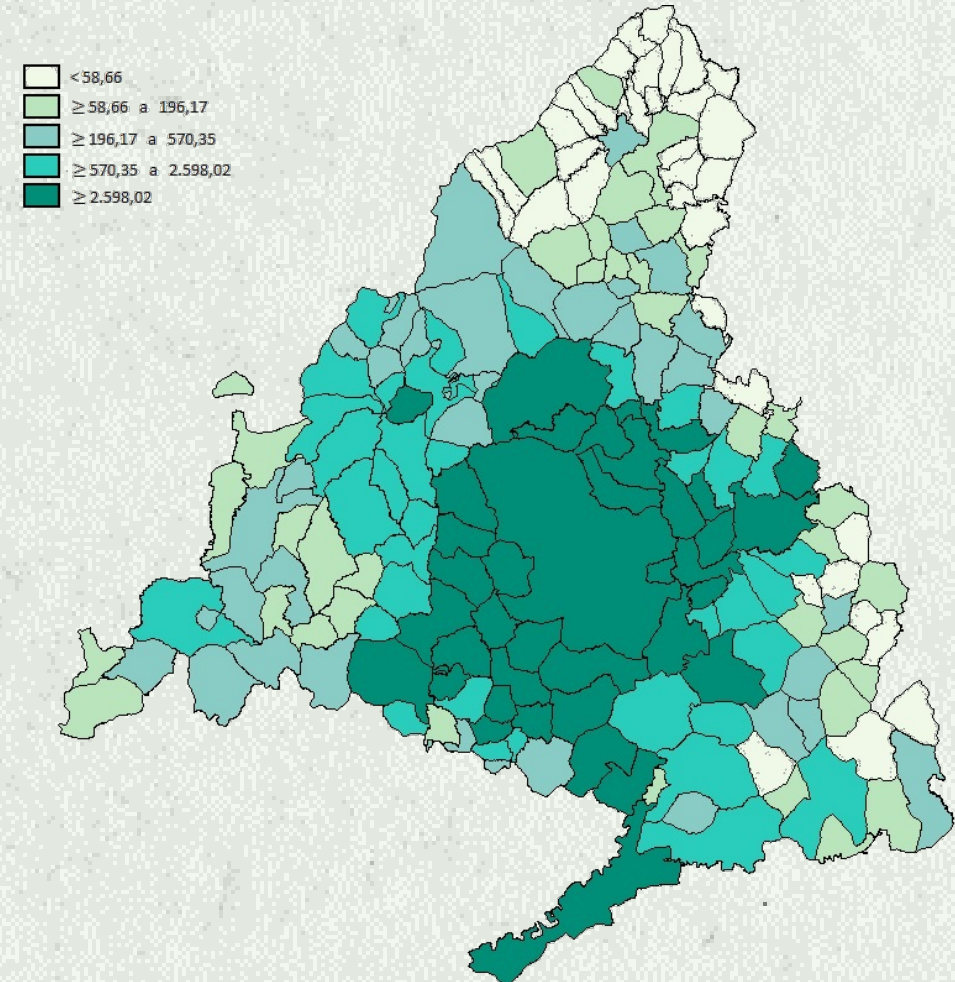 < 58,66
≥ 58,66 a 196,17
≥ 196,17 a 570,35
≥ 570,35 a 2.598,02
≥ 2.598,02